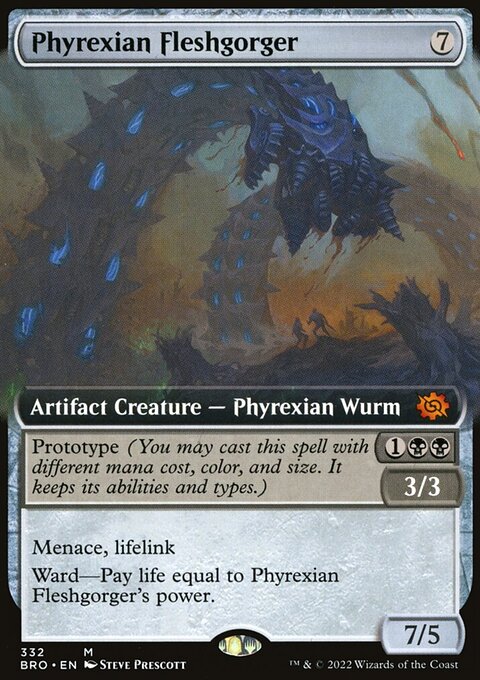 Phyrexian Fleshgorger 7
Artifact Creature — Phyrexian Wurm
Prototype (You may cast this spell with
different mana cost, color, and size. It
keeps its abilities and types.)
1
3/3
Menace, lifelink
Ward—Pay life equal to Phyrexian
Fleshgorger's power.
7/5
332 M
BRO • EN Steve Prescott
™ & © 2022 Wizards of the Coast